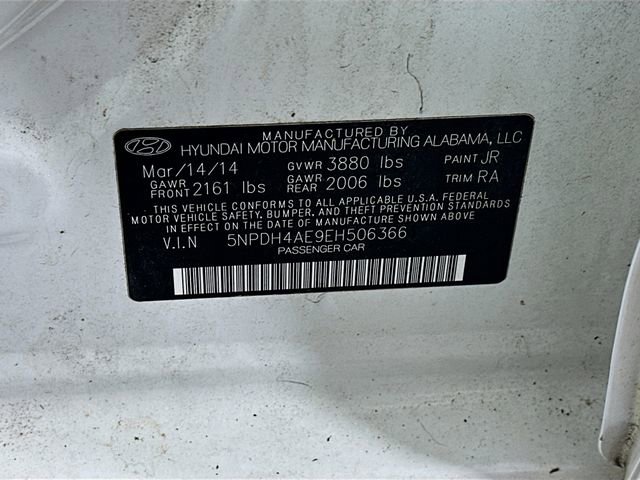 MANUFACTURED BY
HYUNDAI MOTOR MANUFACTURING ALABAMA, LLC
Mar/14/14 GVWR 3880 lbs PAINT JR
GAWR FRONT 2161 lbs GAWR REAR 2006 lbs TRIM RA
THIS VEHICLE CONFORMS TO ALL APPLICABLE U.S.A. FEDERAL
MOTOR VEHICLE SAFETY, BUMPER, AND THEFT PREVENTION STANDARDS
IN EFFECT ON THE DATE OF MANUFACTURE SHOWN ABOVE
V.I.N 5NPDH4AE9EH506366
PASSENGER CAR